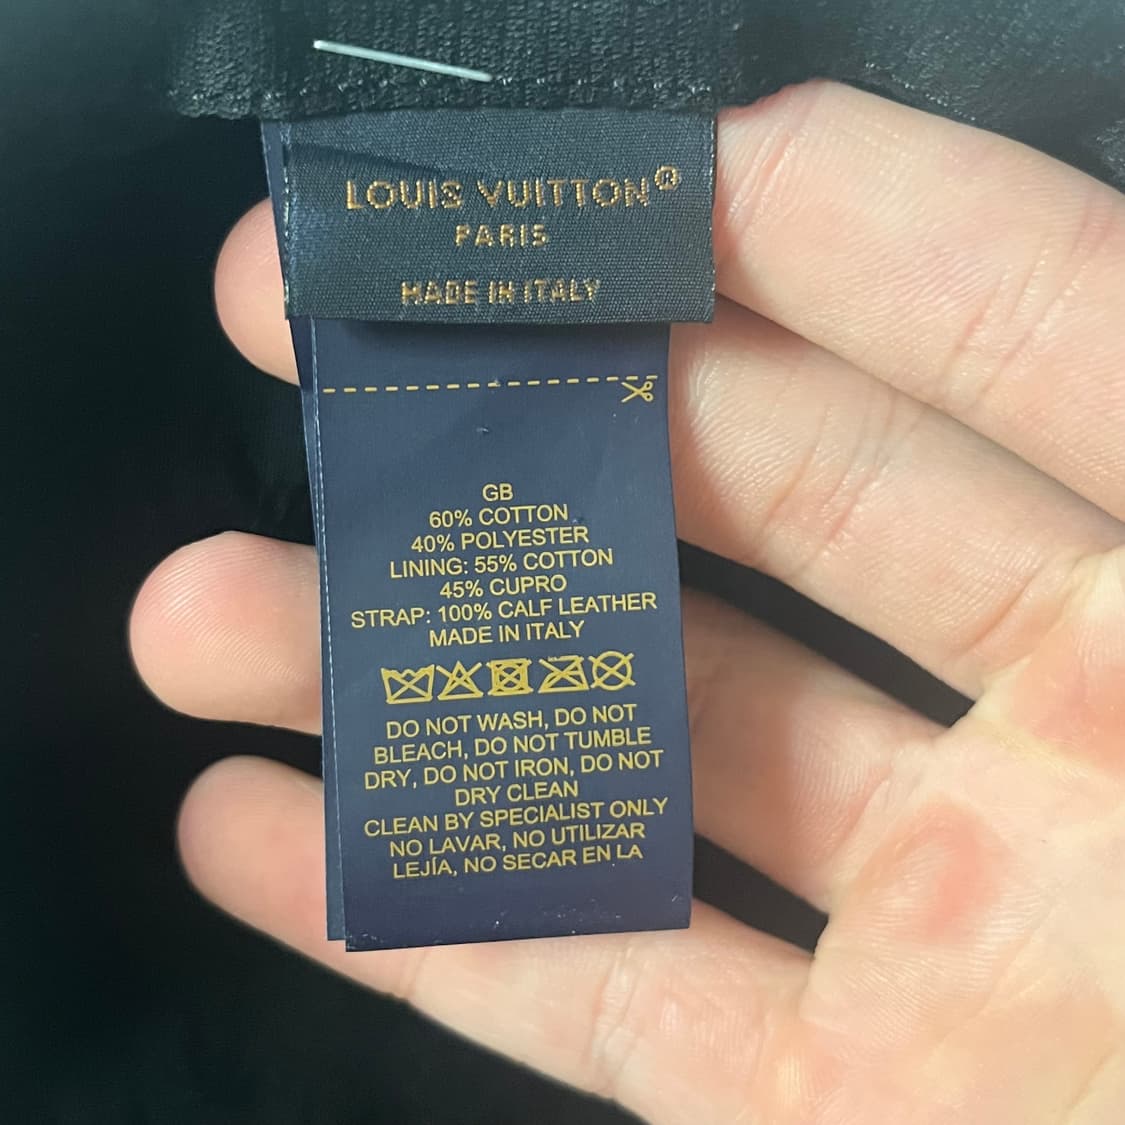 LOUIS VUITTON®
PARIS
MADE IN ITALY
GB
60% COTTON
40% POLYESTER
LINING: 55% COTTON
45% CUPRO
STRAP: 100% CALF LEATHER
MADE IN ITALY
DO NOT WASH, DO NOT
BLEACH, DO NOT TUMBLE
DRY, DO NOT IRON, DO NOT
DRY CLEAN
CLEAN BY SPECIALIST ONLY
NO LAVAR, NO UTILIZAR
LEJÍA, NO SECAR EN LA